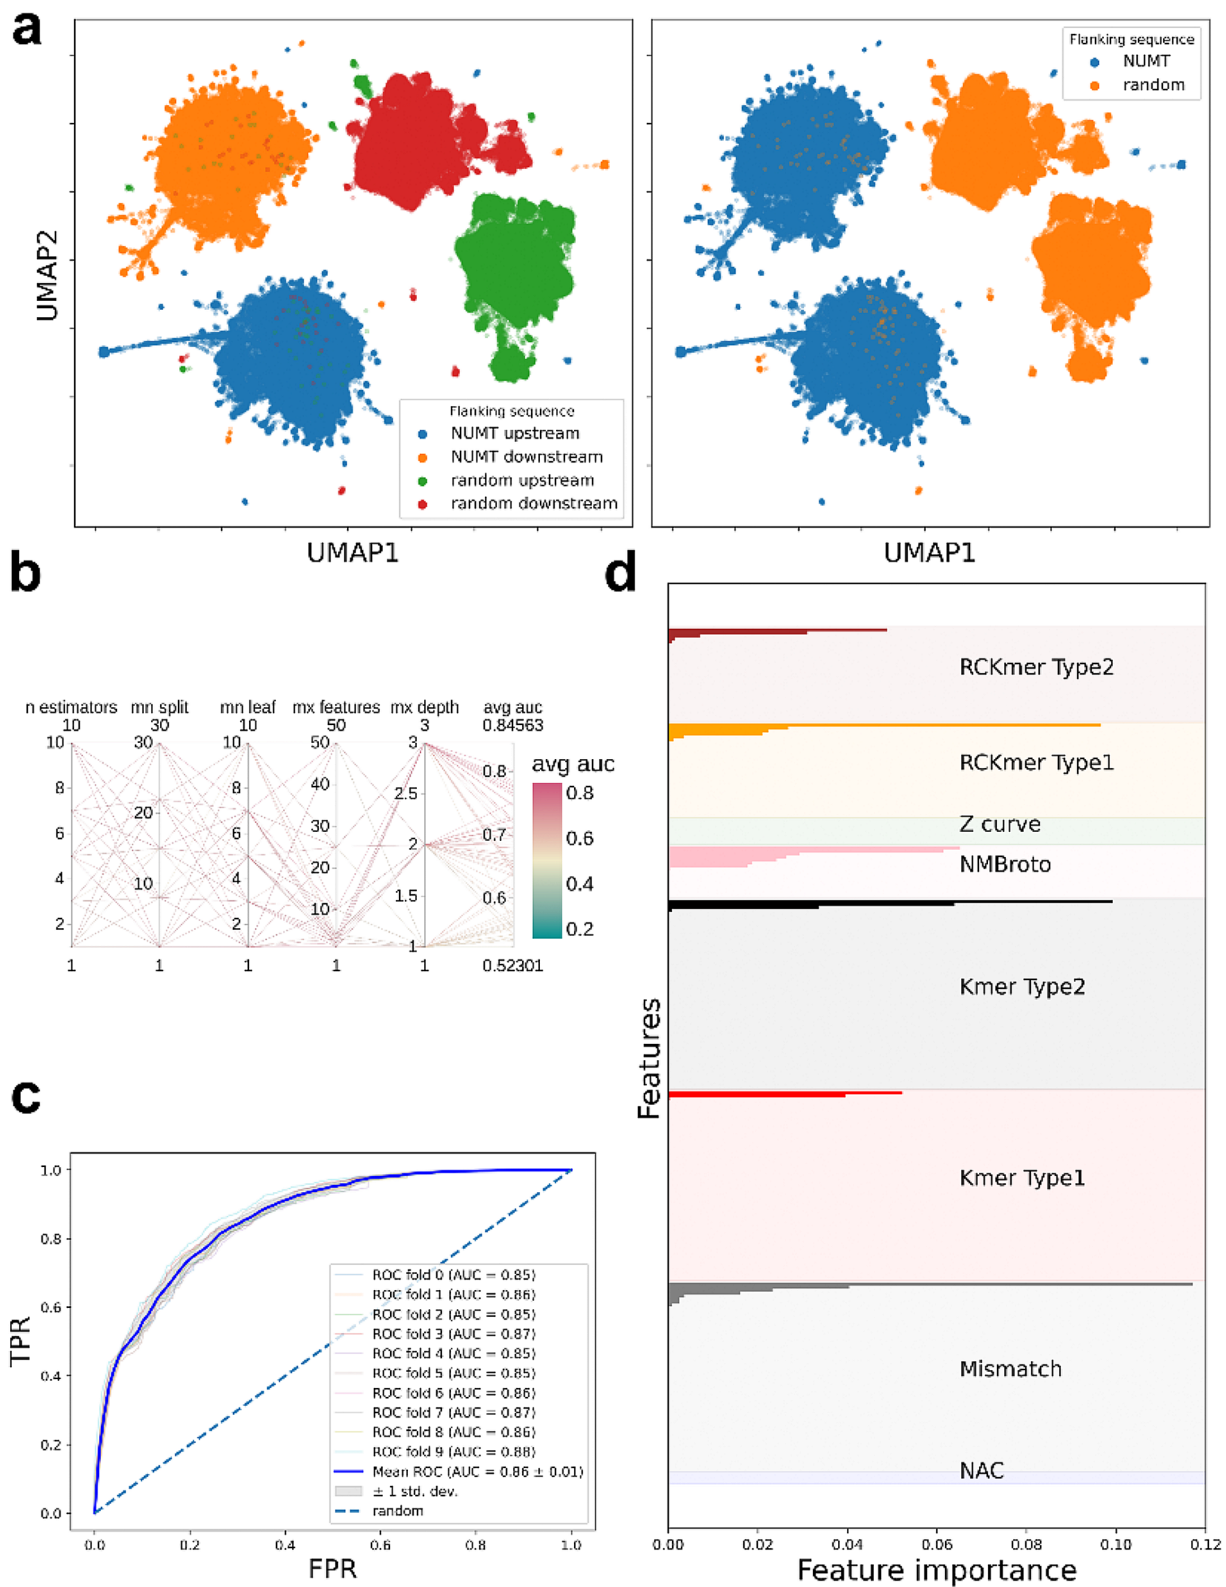 a
UMAP2
Flanking sequence
NUMT upstream
NUMT downstream
random upstream
random downstream
UMAP1
Flanking sequence
NUMT
random
UMAP1
b
n estimators mn split mn leaf mx features mx depth avg auc
10 30 10 50 3 0.84563
10 30 10 50 3
8 20 8 40 2.5 0.8
6 6 30 2 0.7
4 10 4 20 1.5 0.6
2 2 10 1
1 1 1 1 1 0.52301
avg auc
0.8
0.6
0.4
0.2
c
TPR
1.0
0.8
0.6
0.4
0.2
0.0
ROC fold 0 (AUC = 0.85)
ROC fold 1 (AUC = 0.86)
ROC fold 2 (AUC = 0.85)
ROC fold 3 (AUC = 0.87)
ROC fold 4 (AUC = 0.85)
ROC fold 5 (AUC = 0.85)
ROC fold 6 (AUC = 0.86)
ROC fold 7 (AUC = 0.87)
ROC fold 8 (AUC = 0.86)
ROC fold 9 (AUC = 0.88)
Mean ROC (AUC = 0.86 ± 0.01)
± 1 std. dev.
random
0.0 0.2 0.4 0.6 0.8 1.0
FPR
d
Features
RCKmer Type2
RCKmer Type1
Z curve
NMBroto
Kmer Type2
Kmer Type1
Mismatch
NAC
0.00 0.02 0.04 0.06 0.08 0.10 0.12
Feature importance